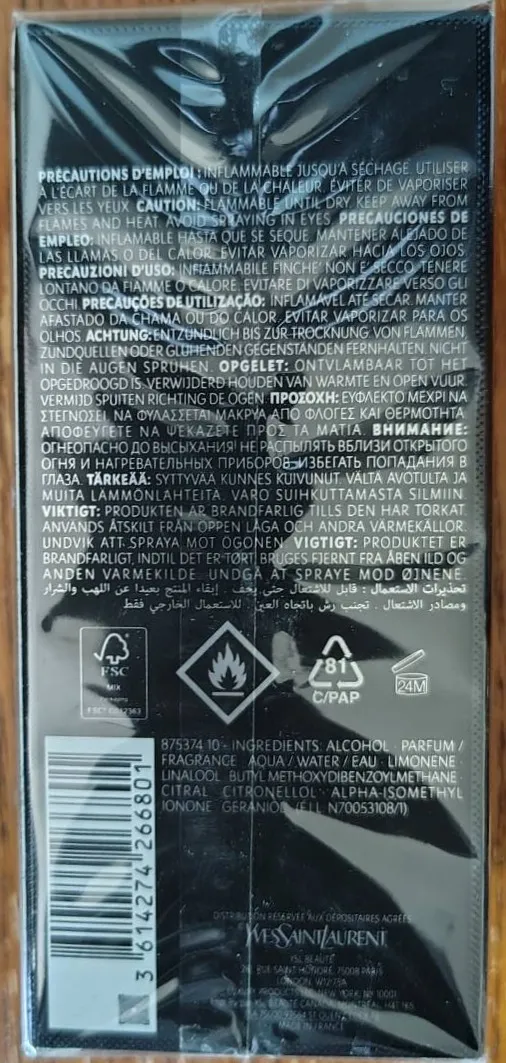 PRÉCAUTIONS D'EMPLOI : INFLAMMABLE JUSQU'À SÉCHAGE. UTILISER
À L'ÉCART DE LA FLAMME OU DE LA CHALEUR. ÉVITER DE VAPORISER
VERS LES YEUX. CAUTION: FLAMMABLE UNTIL DRY. KEEP AWAY FROM
FLAMES AND HEAT. AVOID SPRAYING IN EYES. PRECAUCIONES DE
EMPLEO: INFLAMABLE HASTA QUE SE SEQUE. MANTENER ALEJADO DE
LAS LLAMAS O DEL CALOR. EVITAR VAPORIZAR HACIA LOS OJOS.
PRECAUZIONI D'USO: INFIAMMABILE FINCHE' NON E' SECCO. TENERE
LONTANO DA FIAMME O CALORE. EVITARE DI VAPORIZZARE VERSO GLI
OCCHI. PRECAUÇÕES DE UTILIZAÇÃO: INFLAMÁVEL ATÉ SECAR. MANTER
AFASTADO DA CHAMA OU DO CALOR. EVITAR VAPORIZAR PARA OS
OLHOS. ACHTUNG: ENTZÜNDLICH BIS ZUR TROCKNUNG. VON FLAMMEN,
ZÜNDQUELLEN ODER GLÜHENDEN GEGENSTÄNDEN FERNHALTEN. NICHT
IN DIE AUGEN SPRÜHEN. OPGELET: ONTVLAMBAAR TOT HET
OPGEDROOGD IS. VERWIJDERD HOUDEN VAN WARMTE EN OPEN VUUR.
VERMIJD SPUITEN RICHTING DE OGEN. ΠΡΟΣΟΧΗ: ΕΥΦΛΕΚΤΟ ΜΕΧΡΙ ΝΑ
ΣΤΕΓΝΩΣΕΙ. ΝΑ ΦΥΛΑΣΣΕΤΑΙ ΜΑΚΡΥΑ ΑΠΟ ΦΛΟΓΕΣ ΚΑΙ ΘΕΡΜΟΤΗΤΑ.
ΑΠΟΦΕΥΓΕΤΕ ΝΑ ΨΕΚΑΖΕΤΕ ΠΡΟΣ ΤΑ ΜΑΤΙΑ. ВНИМАНИЕ:
ОГНЕОПАСНО ДО ВЫСЫХАНИЯ! НЕ РАСПЫЛЯТЬ ВБЛИЗИ ОТКРЫТОГО
ОГНЯ И НАГРЕВАТЕЛЬНЫХ ПРИБОРОВ. ИЗБЕГАТЬ ПОПАДАНИЯ В
ГЛАЗА. TÄRKEÄÄ: SYTTYVÄÄ KUNNES KUIVUNUT. VÄLTÄ AVOTULTA JA
MUITA LÄMMÖNLÄHTEITÄ. VARO SUIHKUTTAMASTA SILMIIN.
VIKTIGT: PRODUKTEN ÄR BRANDFARLIG TILLS DEN HAR TORKAT.
ANVÄNDS ÅTSKILT FRÅN ÖPPEN LÅGA OCH ANDRA VÄRMEKÄLLOR.
UNDVIK ATT SPRAYA MOT ÖGONEN. VIGTIGT: PRODUKTET ER
BRANDFARLIGT, INDTIL DET ER TØRT. BRUGES FJERNT FRA ÅBEN ILD OG
ANDEN VARMEKILDE. UNDGÅ AT SPRAYE MOD ØJNENE.
تحذيرات الاستعمال: قابل للاشتعال حتى يجف . إبقاء المنتج بعيدا عن اللهب والشرار
ومصادر الاشتعال . تجنب رش باتجاه العين . للاستعمال الخارجي فقط
FSC
MIX
Packaging
81
C/PAP
24M
875374 10 - INGREDIENTS: ALCOHOL · PARFUM /
FRAGRANCE · AQUA / WATER / EAU · LIMONENE ·
LINALOOL · BUTYL METHOXYDIBENZOYLMETHANE ·
CITRAL · CITRONELLOL · ALPHA-ISOMETHYL
IONONE · GERANIOL (F.I.L. N70053108/1)
3 614274 266801
DISTRIBUTION RÉSERVÉE AUX DÉPOSITAIRES AGRÉÉS
YVESSAINTLAURENT
YSL BEAUTÉ
RUE SAINT-HONORÉ, 75008 PARIS
LONDON, W12 7SA
NEW YORK, NY 10001
YSL BEAUTÉ CANADA, MONTRÉAL
MADE IN FRANCE